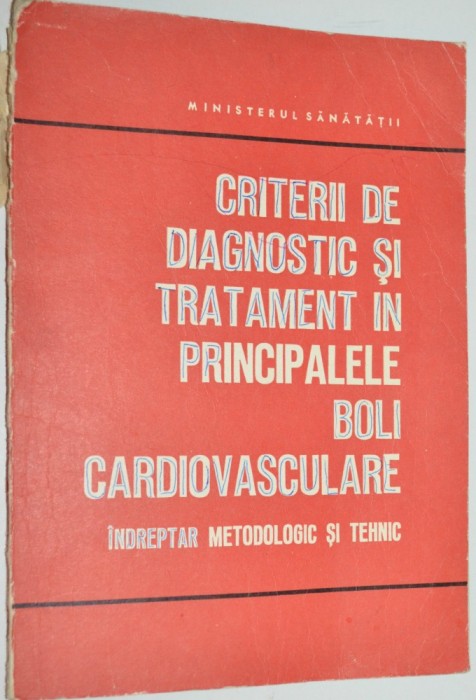 MINISTERUL SĂNĂTĂȚII
CRITERII DE
DIAGNOSTIC ȘI
TRATAMENT IN
PRINCIPALELE
BOLI
CARDIOVASCULARE
ÎNDREPTAR METODOLOGIC ȘI TEHNIC